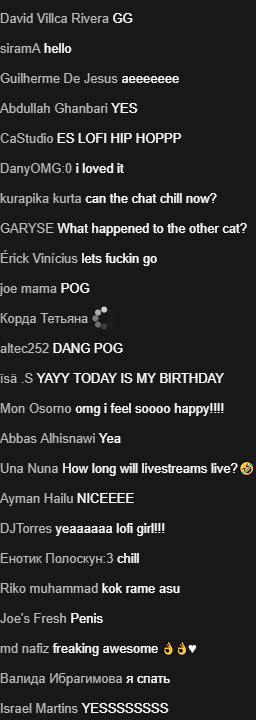 David Villca Rivera GG
siramA hello
Guilherme De Jesus aeeeeeee
Abdullah Ghanbari YES
CaStudio ES LOFI HIP HOPPP
DanyOMG:0 i loved it
kurapika kurta can the chat chill now?
GARYSE What happened to the other cat?
Érick Vinícius lets fuckin go
joe mama POG
Корда Тетьяна
altec252 DANG POG
ïsä .S YAYY TODAY IS MY BIRTHDAY
Mon Osorno omg i feel soooo happy!!!!
Abbas Alhisnawi Yea
Una Nuna How long will livestreams live?🤣
Ayman Hailu NICEEEE
DJTorres yeaaaaaa lofi girl!!!
Енотик Полоскун:3 chill
Riko muhammad kok rame asu
Joe's Fresh Penis
md nafiz freaking awesome 👌👌♥
Валида Ибрагимова я спать
Israel Martins YESSSSSSSS